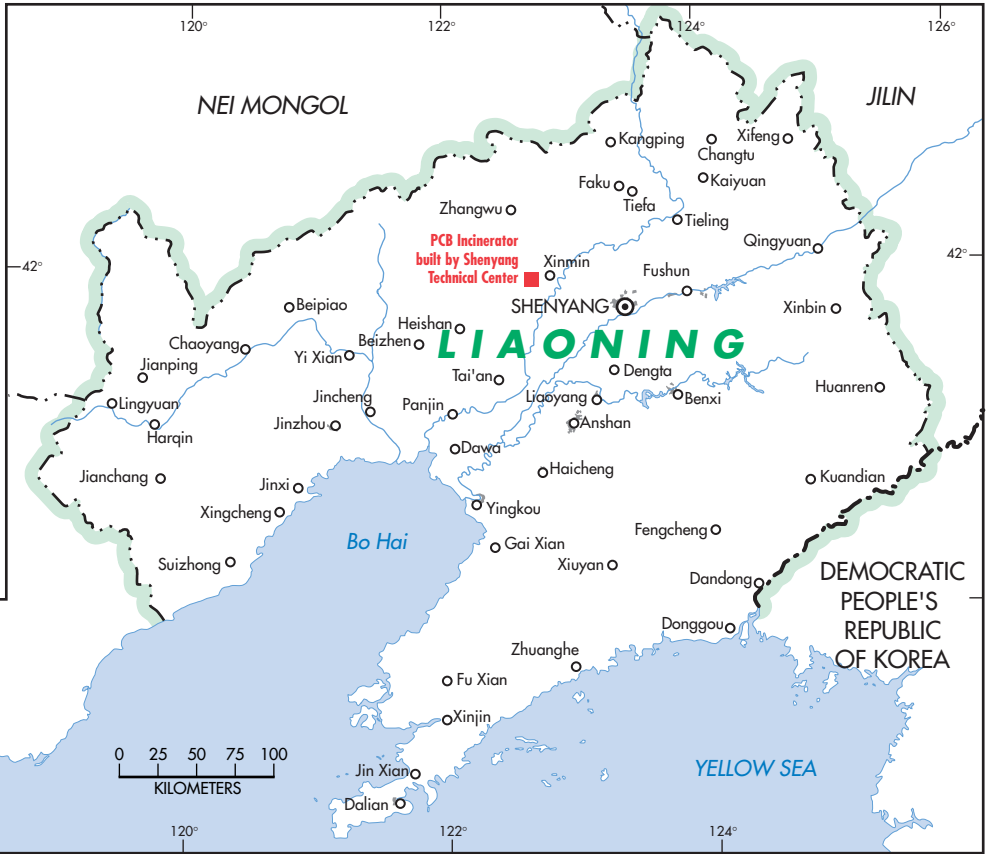 120°
122°
124°
126°
NEI MONGOL
JILIN
Kangping
Xifeng
Changtu
Faku
Kaiyuan
Tiefa
Zhangwu
Tieling
PCB Incinerator
built by Shenyang
Technical Center
Qingyuan
42°
42°
Xinmin
Fushun
SHENYANG
Beipiao
Xinbin
Heishan
LIAONING
Chaoyang
Beizhen
Yi Xian
Jianping
Tai'an
Dengta
Huanren
Lingyuan
Jincheng
Panjin
Liaoyang
Benxi
Jinzhou
Anshan
Harqin
Dawa
Haicheng
Jianchang
Kuandian
Jinxi
Xingcheng
Yingkou
Fengcheng
Bo Hai
Gai Xian
Suizhong
Xiuyan
Dandong
DEMOCRATIC
PEOPLE'S
REPUBLIC
OF KOREA
Donggou
Zhuanghe
Fu Xian
Xinjin
0 25 50 75 100
KILOMETERS
Jin Xian
YELLOW SEA
Dalian
120°
122°
124°